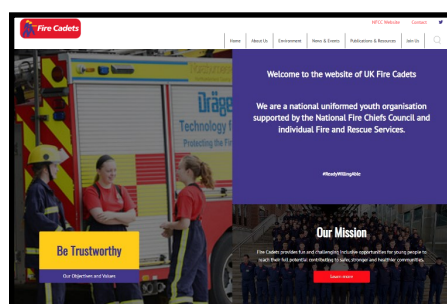 Fire Cadets
NFCC Website Contact
Home About Us Environment News & Events Publications & Resources Join Us
Welcome to the website of UK Fire Cadets
We are a national uniformed youth organisation
supported by the National Fire Chiefs Council and
individual Fire and Rescue Services.
#ReadyWillingAble
Dräger
Technology f
Protecting the Fir
Be Trustworthy
Our Objectives and Values
Our Mission
Fire Cadets provides fun and challenging inclusive opportunities for young people to
reach their full potential contributing to safer, stronger and healthier communities.
Learn more